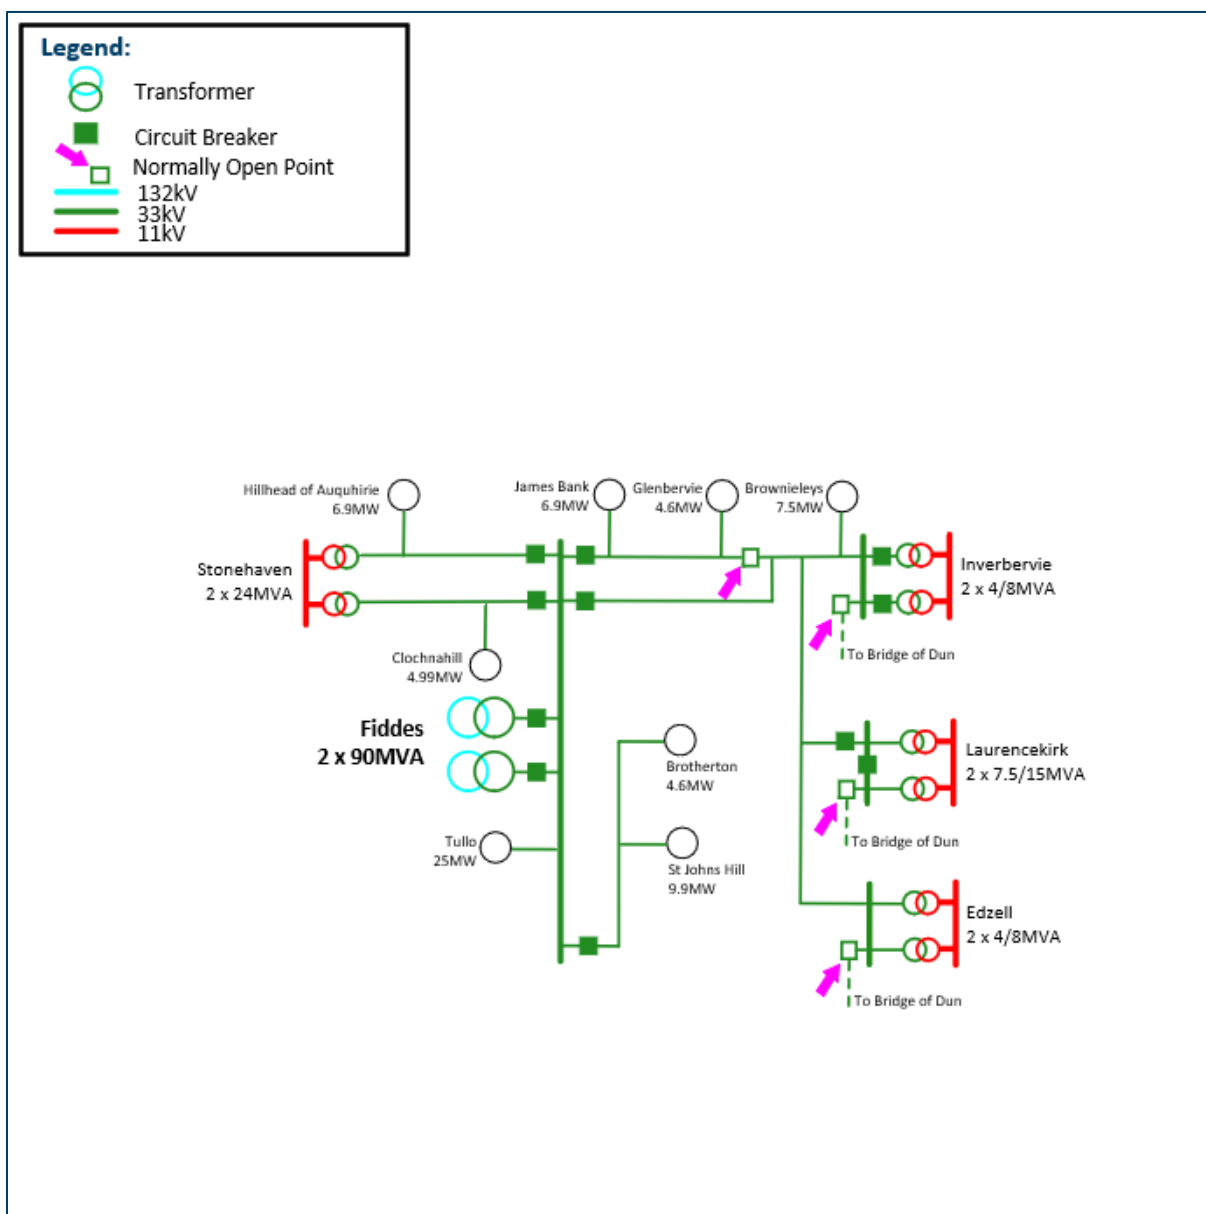 Legend:
Transformer
Circuit Breaker
Normally Open Point
132kV
33kV
11kV
Hillhead of Auquhirie
6.9MW
James Bank
6.9MW
Glenbervie
4.6MW
Brownieleys
7.5MW
Stonehaven
2 x 24MVA
Inverbervie
2 x 4/8MVA
To Bridge of Dun
Clochnahill
4.99MW
Fiddes
2 x 90MVA
Brotherton
4.6MW
Laurencekirk
2 x 7.5/15MVA
To Bridge of Dun
Tullo
25MW
St Johns Hill
9.9MW
Edzell
2 x 4/8MVA
To Bridge of Dun